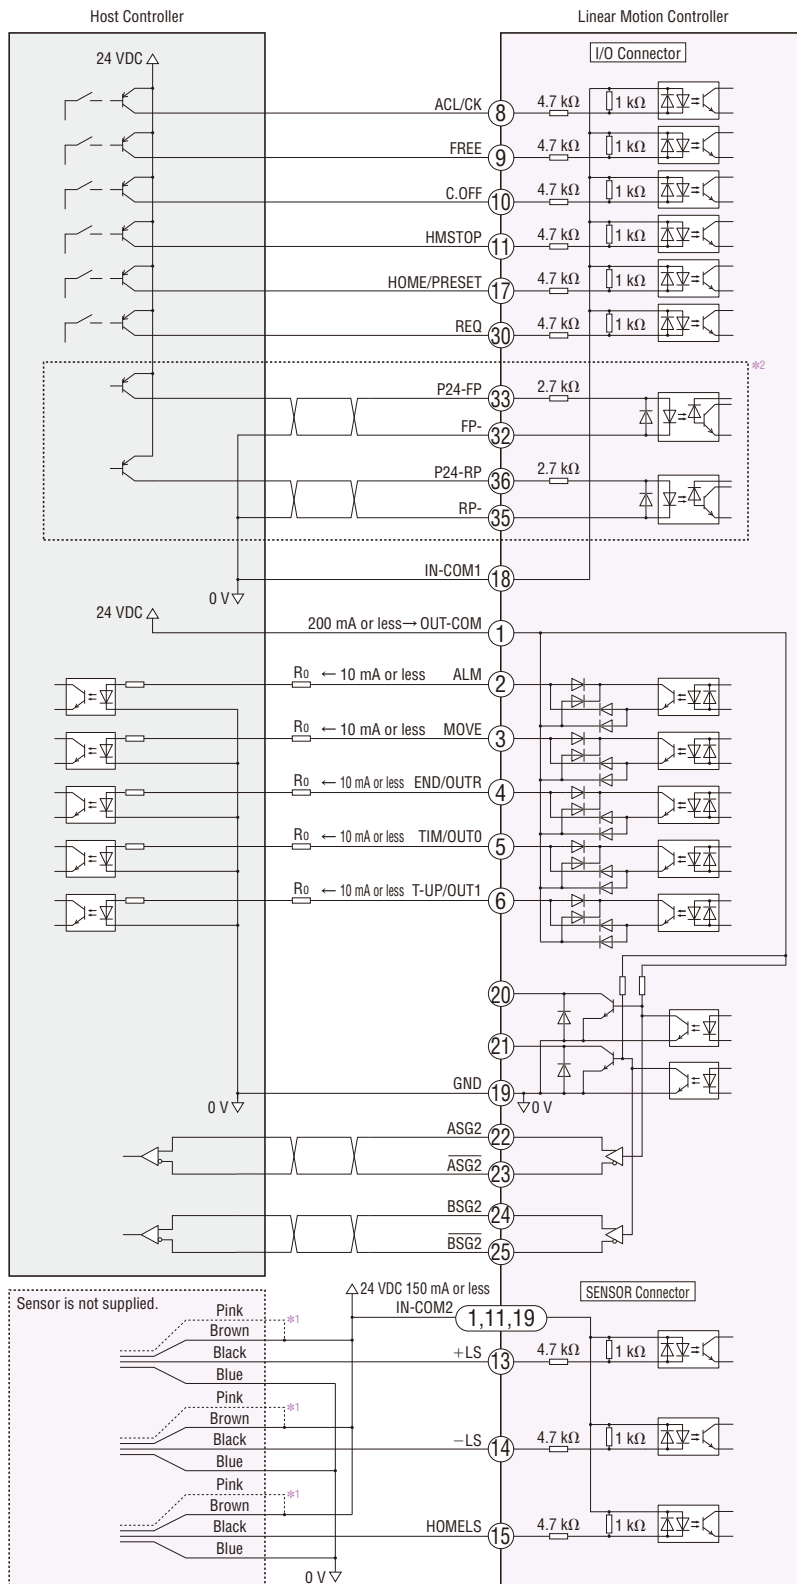 Host Controller
Linear Motion Controller
24 VDC
I/O Connector
ACL/CK 8 4.7 kΩ 1 kΩ
FREE 9 4.7 kΩ 1 kΩ
C.OFF 10 4.7 kΩ 1 kΩ
HMSTOP 11 4.7 kΩ 1 kΩ
HOME/PRESET 17 4.7 kΩ 1 kΩ
REQ 30 4.7 kΩ 1 kΩ
*2
P24-FP 33 2.7 kΩ
FP- 32
P24-RP 36 2.7 kΩ
RP- 35
IN-COM1 18
0 V
24 VDC
200 mA or less→ OUT-COM 1
R0 ← 10 mA or less ALM 2
R0 ← 10 mA or less MOVE 3
R0 ← 10 mA or less END/OUTR 4
R0 ← 10 mA or less TIM/OUT0 5
R0 ← 10 mA or less T-UP/OUT1 6
20
21
GND 19
0 V
0 V
ASG2 22
A̅S̅G̅2̅ 23
BSG2 24
B̅S̅G̅2̅ 25
24 VDC 150 mA or less
SENSOR Connector
Sensor is not supplied.
IN-COM2 1,11,19
Pink *1
Brown
Black +LS 13 4.7 kΩ 1 kΩ
Blue
Pink *1
Brown
Black −LS 14 4.7 kΩ 1 kΩ
Blue
Pink *1
Brown
Black HOMELS 15 4.7 kΩ 1 kΩ
Blue
0 V